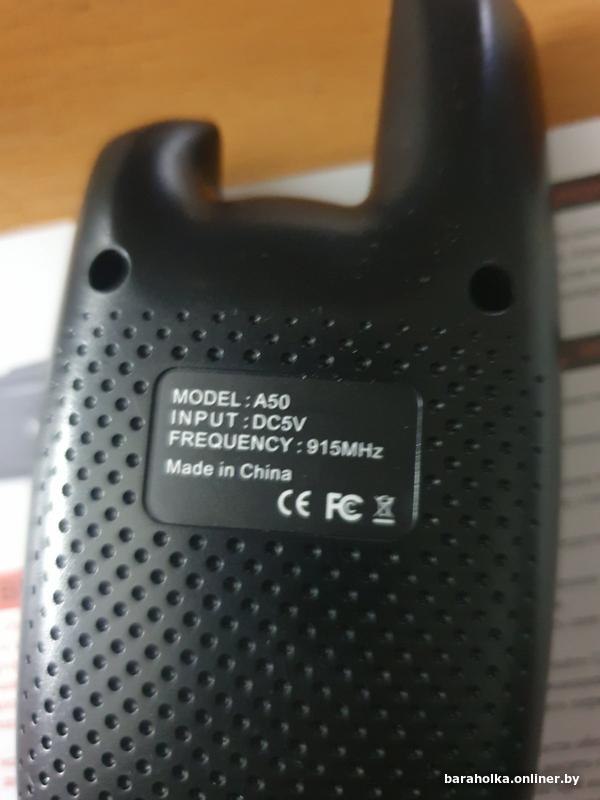 MODEL : A50
INPUT : DC5V
FREQUENCY : 915MHz
Made in China
CE FC
baraholka.onliner.by